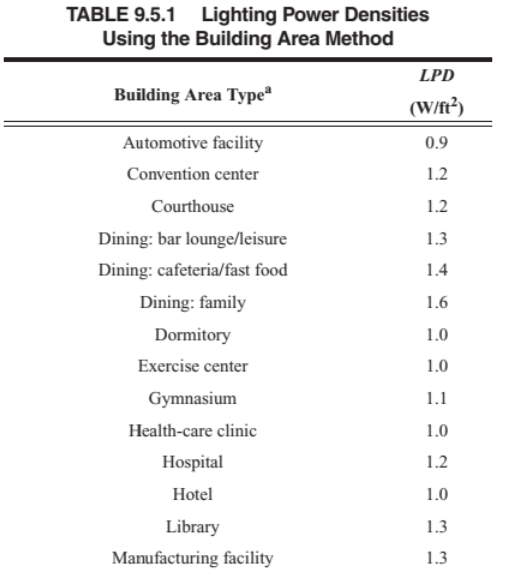 TABLE 9.5.1 Lighting Power Densities
Using the Building Area Method
Building Area Typeª LPD
(W/ft²)
Automotive facility 0.9
Convention center 1.2
Courthouse 1.2
Dining: bar lounge/leisure 1.3
Dining: cafeteria/fast food 1.4
Dining: family 1.6
Dormitory 1.0
Exercise center 1.0
Gymnasium 1.1
Health-care clinic 1.0
Hospital 1.2
Hotel 1.0
Library 1.3
Manufacturing facility 1.3